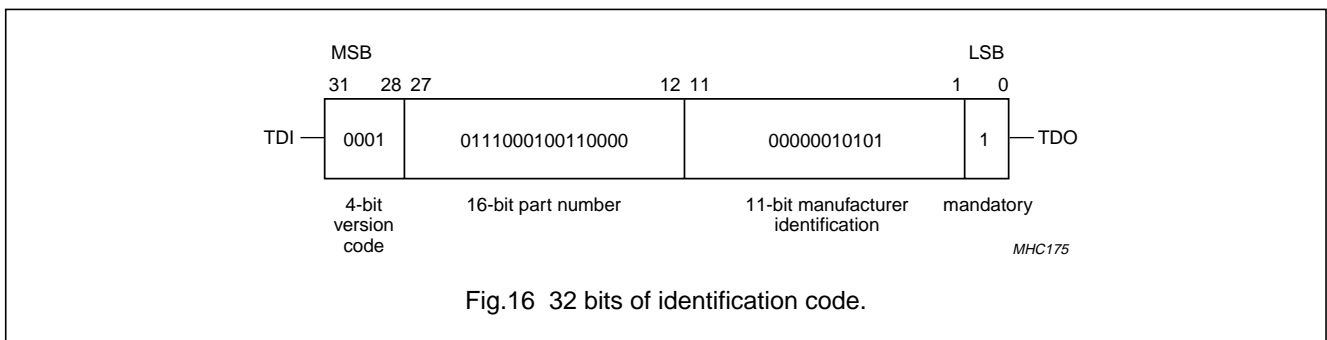 MSB LSB
31 28 27 12 11 1 0
TDI 0001 0111000100110000 00000010101 1 TDO
4-bit 16-bit part number 11-bit manufacturer mandatory
version identification
code
MHC175
Fig.16 32 bits of identification code.